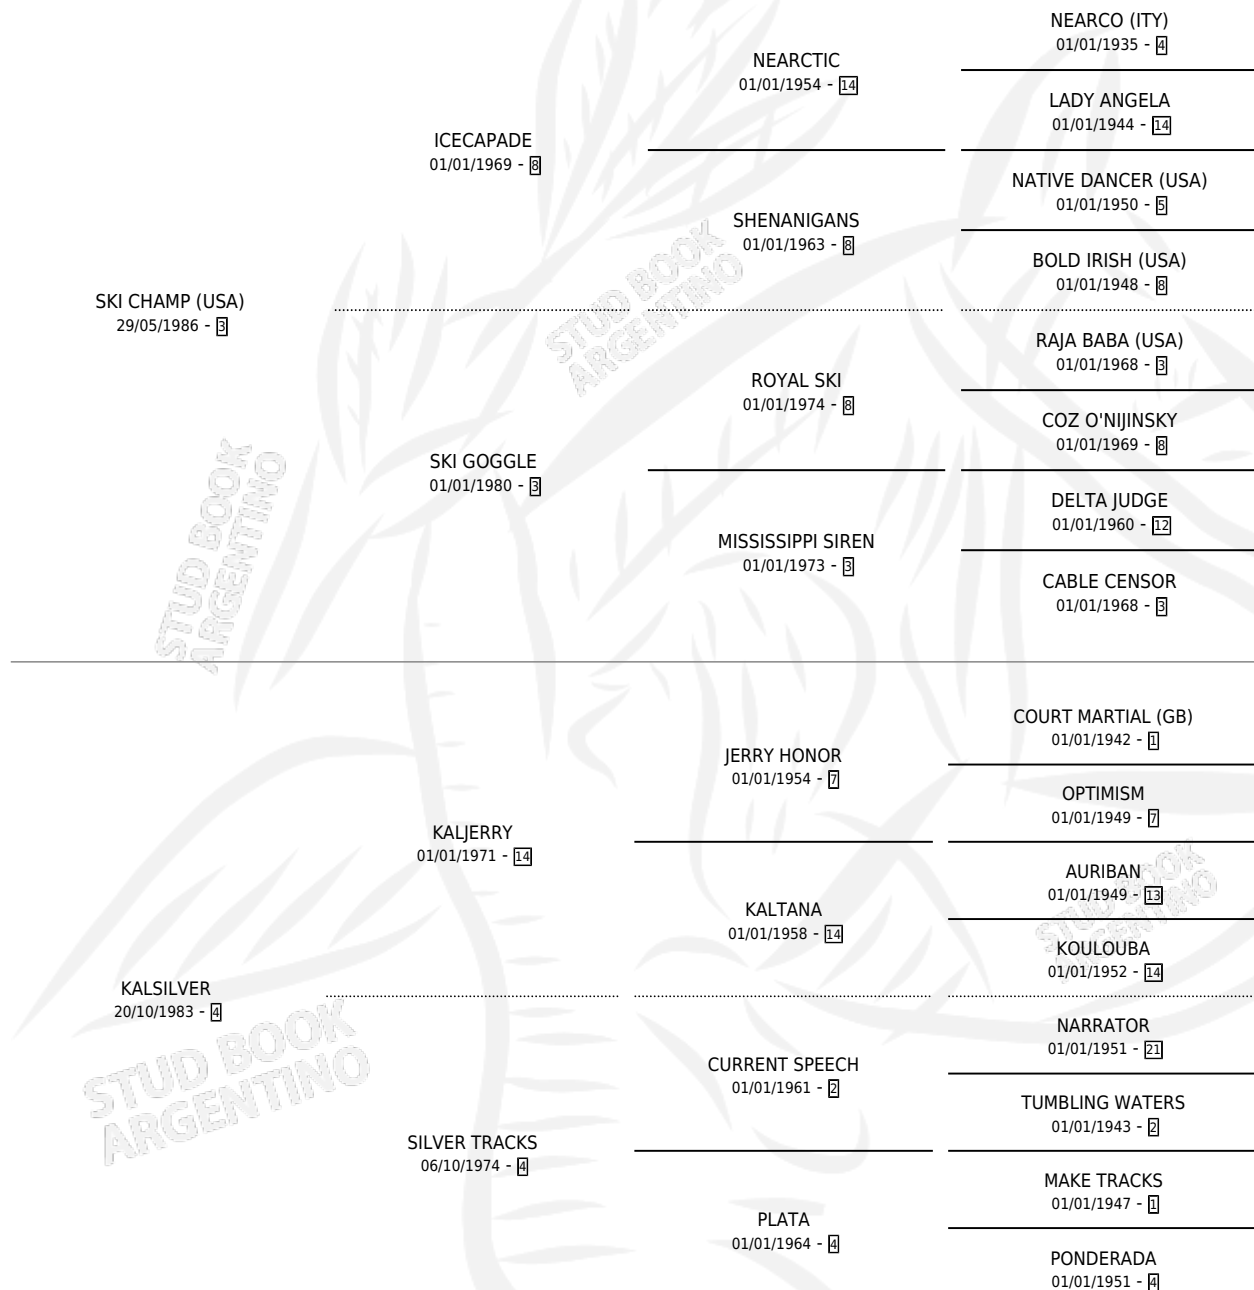 NEARCO (ITY)
01/01/1935 - 4
NEARCTIC
01/01/1954 - 14
LADY ANGELA
01/01/1944 - 14
ICECAPADE
01/01/1969 - 8
NATIVE DANCER (USA)
01/01/1950 - 5
SHENANIGANS
01/01/1963 - 8
BOLD IRISH (USA)
01/01/1948 - 8
SKI CHAMP (USA)
29/05/1986 - 3
STUD BOOK
ARGENTINO
RAJA BABA (USA)
01/01/1968 - 3
ROYAL SKI
01/01/1974 - 8
COZ O'NIJINSKY
01/01/1969 - 8
SKI GOGGLE
01/01/1980 - 3
DELTA JUDGE
01/01/1960 - 12
MISSISSIPPI SIREN
01/01/1973 - 3
CABLE CENSOR
01/01/1968 - 3
STUD BOOK
ARGENTINO
COURT MARTIAL (GB)
01/01/1942 - 1
JERRY HONOR
01/01/1954 - 7
OPTIMISM
01/01/1949 - 7
KALJERRY
01/01/1971 - 14
AURIBAN
01/01/1949 - 13
KALTANA
01/01/1958 - 14
STUD BOOK
ARGENTINO
KOULOUBA
01/01/1952 - 14
KALSILVER
20/10/1983 - 4
NARRATOR
01/01/1951 - 21
CURRENT SPEECH
01/01/1961 - 2
TUMBLING WATERS
01/01/1943 - 2
STUD BOOK
ARGENTINO
SILVER TRACKS
06/10/1974 - 4
MAKE TRACKS
01/01/1947 - 1
PLATA
01/01/1964 - 4
PONDERADA
01/01/1951 - 4